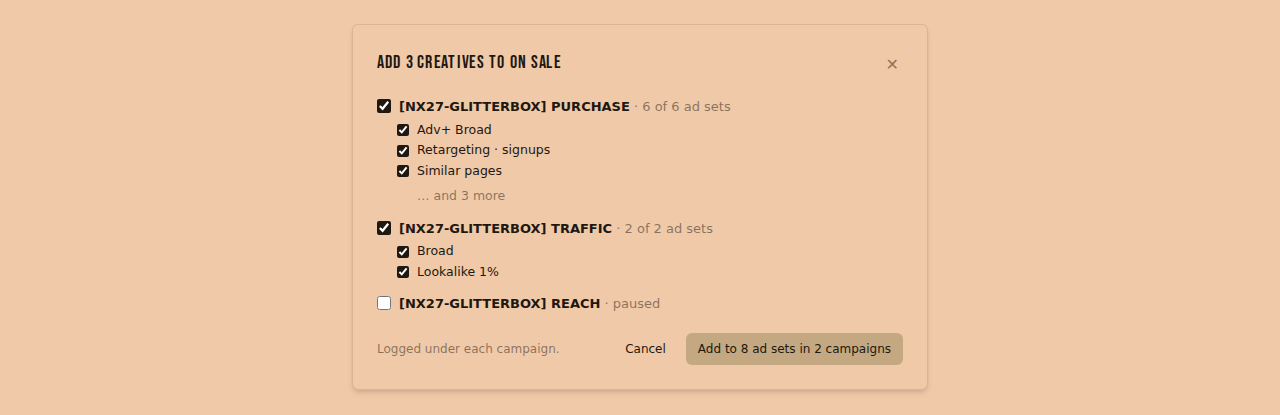 ADD 3 CREATIVES TO ON SALE
×
[NX27-GLITTERBOX] PURCHASE · 6 of 6 ad sets
Adv+ Broad
Retargeting · signups
Similar pages
… and 3 more
[NX27-GLITTERBOX] TRAFFIC · 2 of 2 ad sets
Broad
Lookalike 1%
[NX27-GLITTERBOX] REACH · paused
Logged under each campaign.
Cancel
Add to 8 ad sets in 2 campaigns